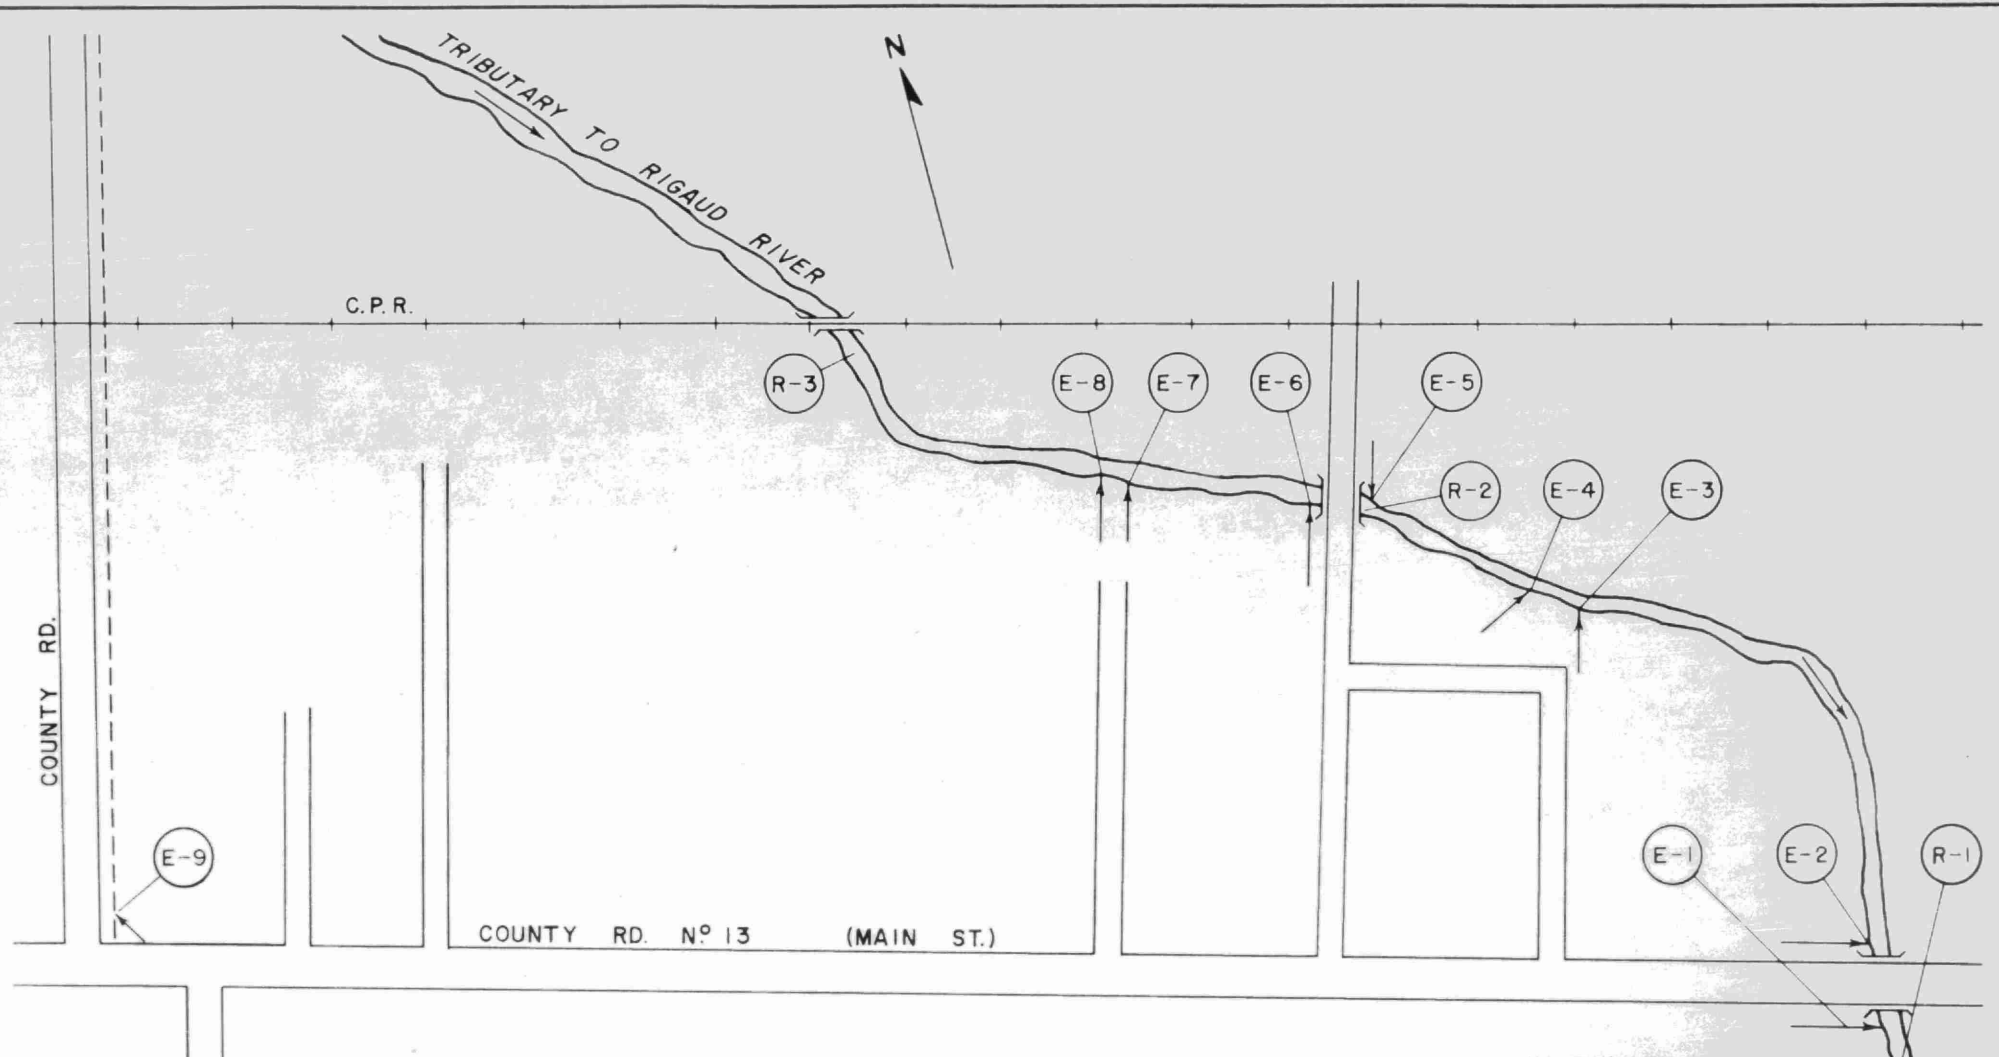 N
TRIBUTARY TO RIGAUD RIVER
C.P.R.
R-3
E-8
E-7
E-6
E-5
R-2
E-4
E-3
COUNTY RD.
E-9
E-1
E-2
R-1
COUNTY RD. Nº 13 (MAIN ST.)